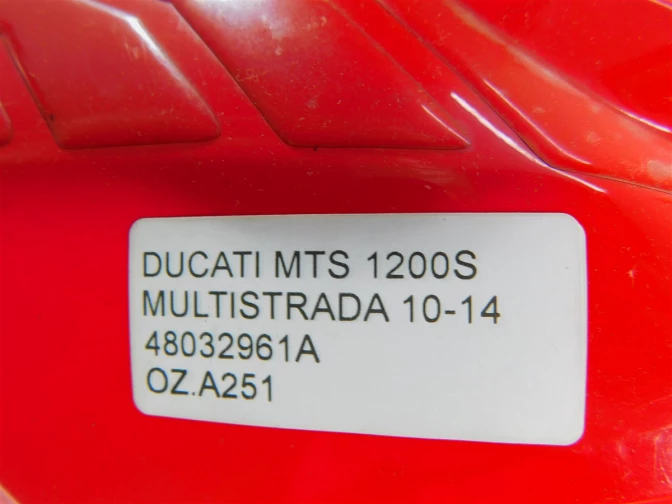 DUCATI MTS 1200S
MULTISTRADA 10-14
48032961A
OZ.A251